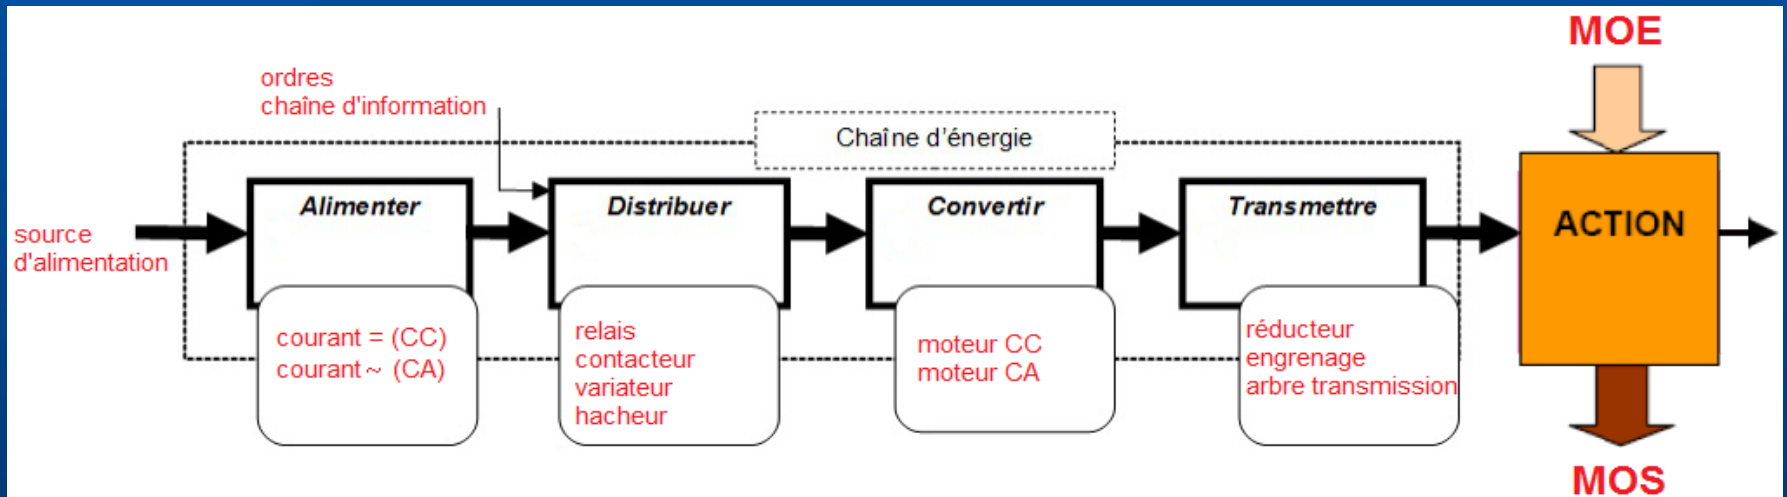 MOE
ordres
chaîne d'information
Chaîne d'énergie
source
d'alimentation
Alimenter
Distribuer
Convertir
Transmettre
ACTION
courant = (CC)
courant ~ (CA)
relais
contacteur
variateur
hacheur
moteur CC
moteur CA
réducteur
engrenage
arbre transmission
MOS